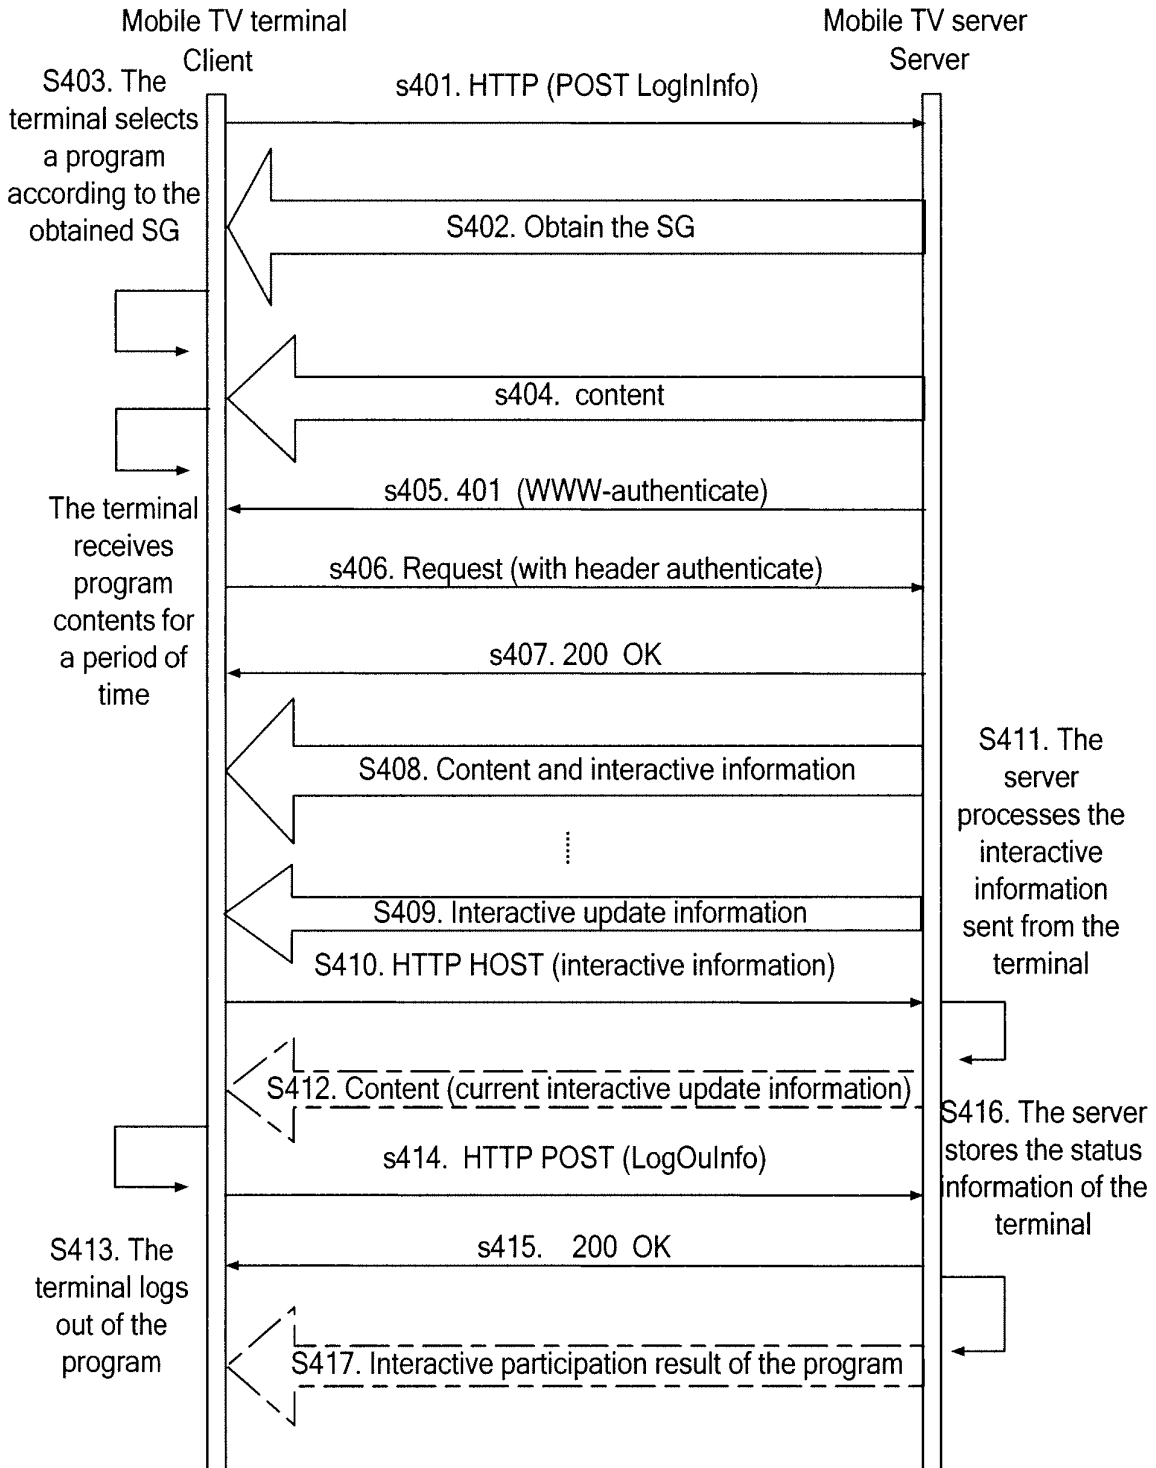 Mobile TV terminal
Client
Mobile TV server
Server
S403. The
terminal selects
a program
according to the
obtained SG
s401. HTTP (POST LogInInfo)
S402. Obtain the SG
s404. content
s405. 401 (WWW-authenticate)
The terminal
receives
program
contents for
a period of
time
s406. Request (with header authenticate)
s407. 200 OK
S408. Content and interactive information
S411. The
server
processes the
interactive
information
sent from the
terminal
S409. Interactive update information
S410. HTTP HOST (interactive information)
S412. Content (current interactive update information)
S416. The server
stores the status
information of the
terminal
s414. HTTP POST (LogOuInfo)
S413. The
terminal logs
out of the
program
s415. 200 OK
S417. Interactive participation result of the program